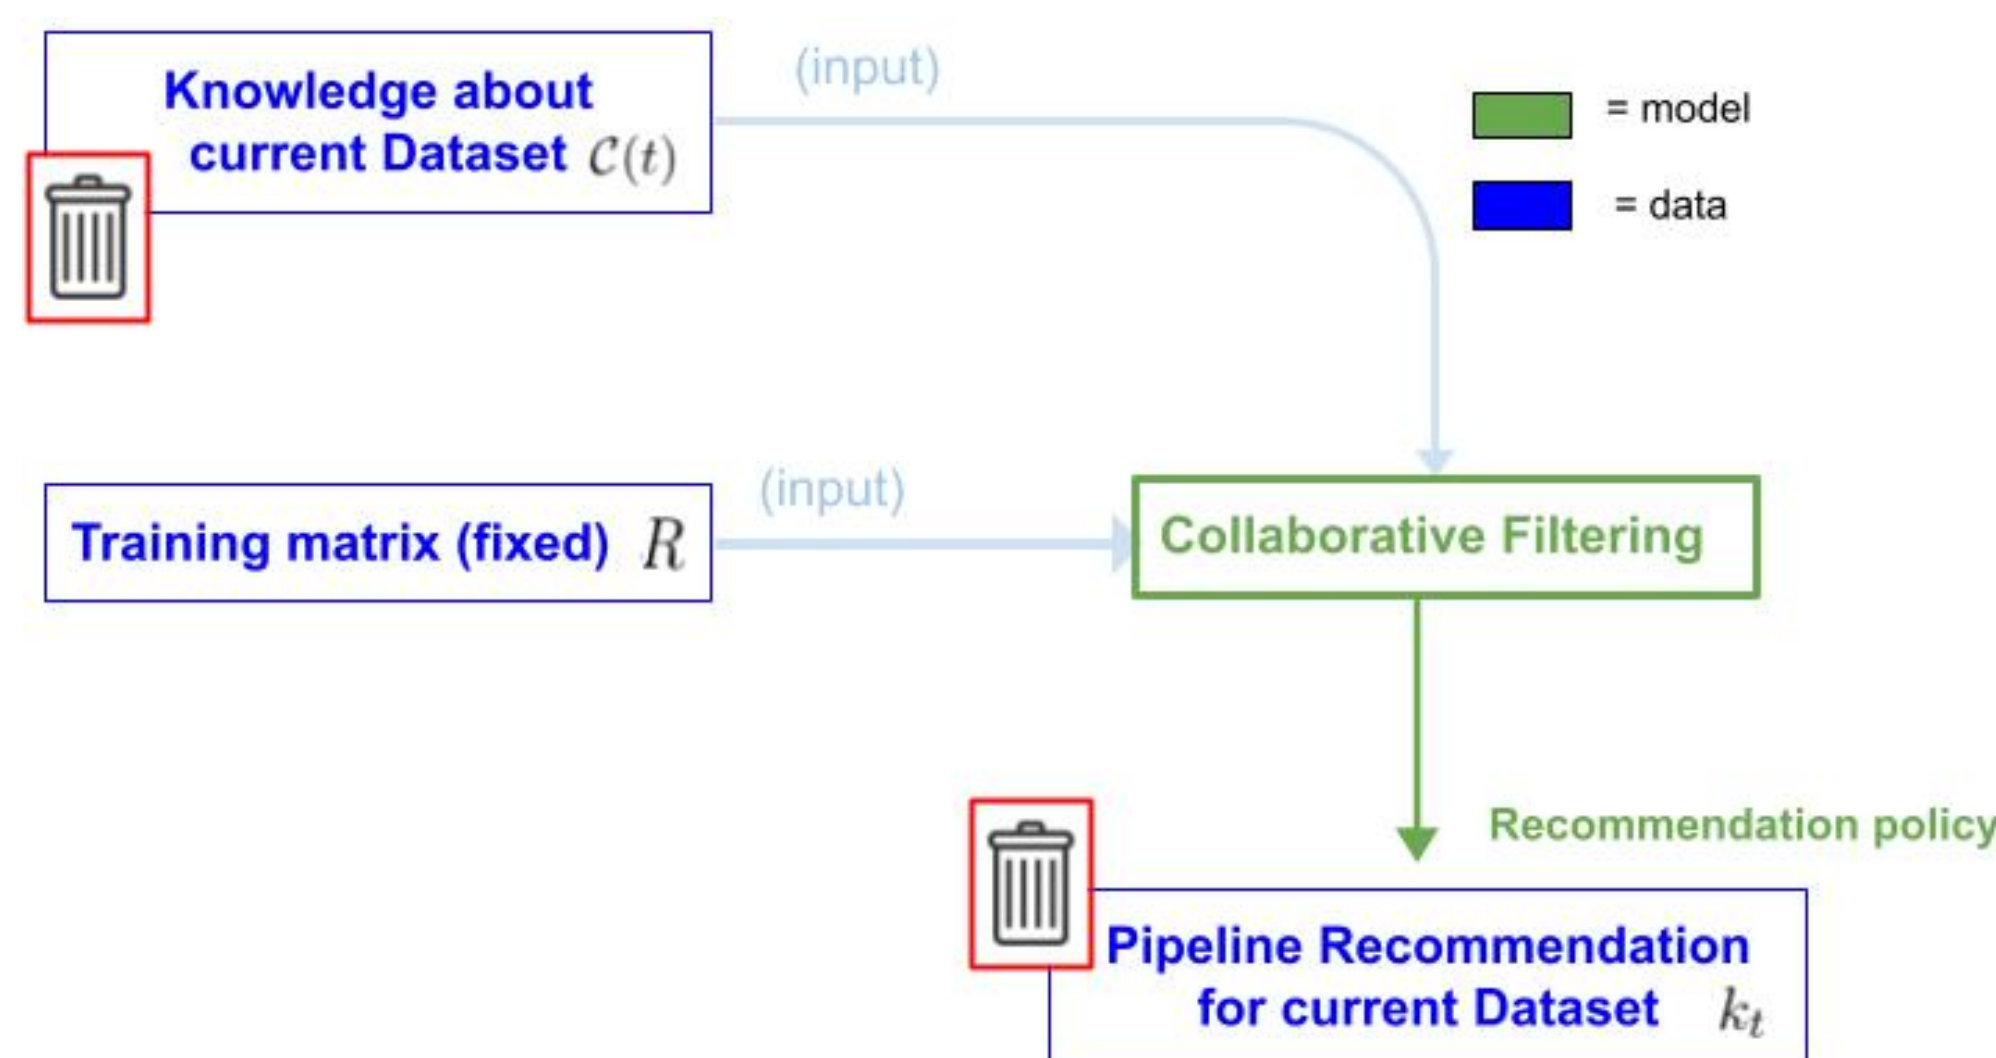 Knowledge about
current Dataset C(t)
(input)
= model
= data
Training matrix (fixed) R
(input)
Collaborative Filtering
Recommendation policy
Pipeline Recommendation
for current Dataset k_t